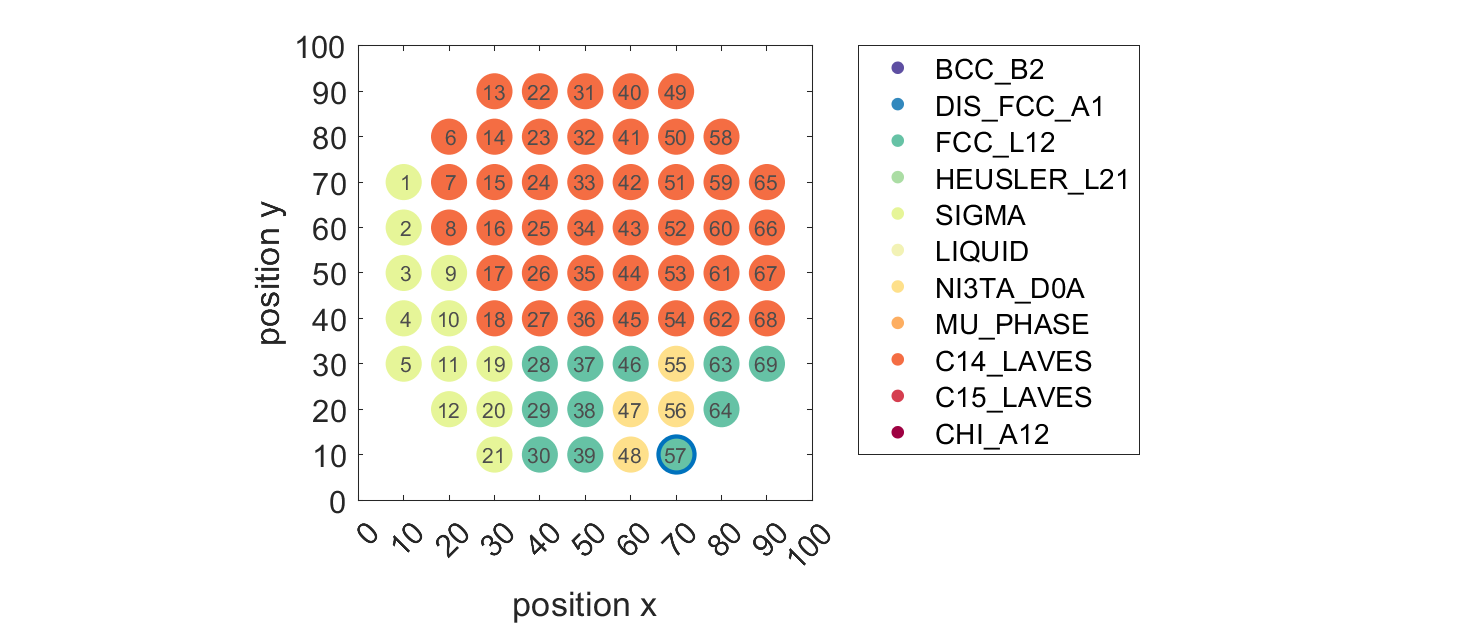 100
90
80
70
60
50
40
30
20
10
0
position y
13 22 31 40 49
6 14 23 32 41 50 58
1 7 15 24 33 42 51 59 65
2 8 16 25 34 43 52 60 66
3 9 17 26 35 44 53 61 67
4 10 18 27 36 45 54 62 68
5 11 19 28 37 46 55 63 69
12 20 29 38 47 56 64
21 30 39 48 57
0 10 20 30 40 50 60 70 80 90 100
position x
BCC_B2
DIS_FCC_A1
FCC_L12
HEUSLER_L21
SIGMA
LIQUID
NI3TA_D0A
MU_PHASE
C14_LAVES
C15_LAVES
CHI_A12